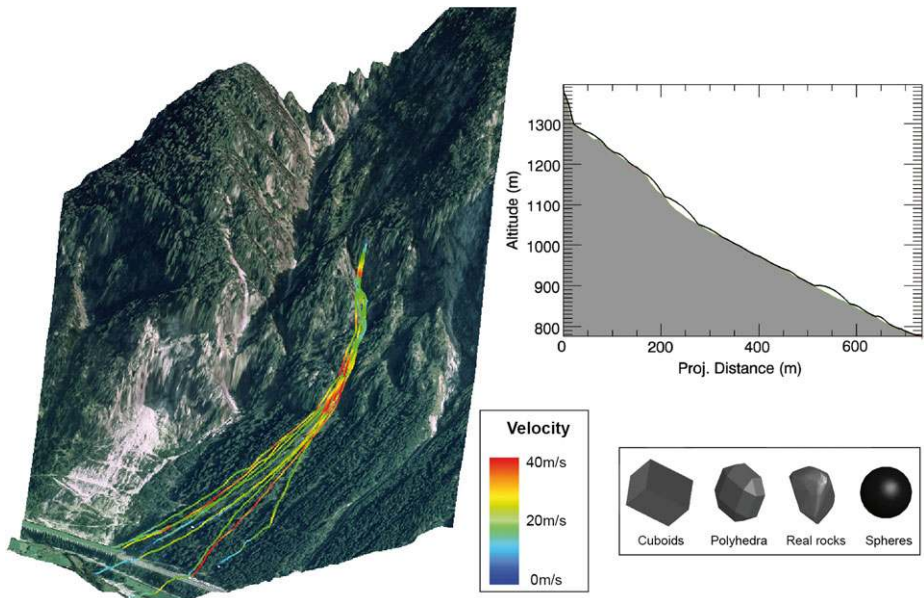 1300
1200
1100
1000
900
800
Altitude (m)
0
200
400
600
Proj. Distance (m)
Velocity
40m/s
20m/s
0m/s
Cuboids
Polyhedra
Real rocks
Spheres